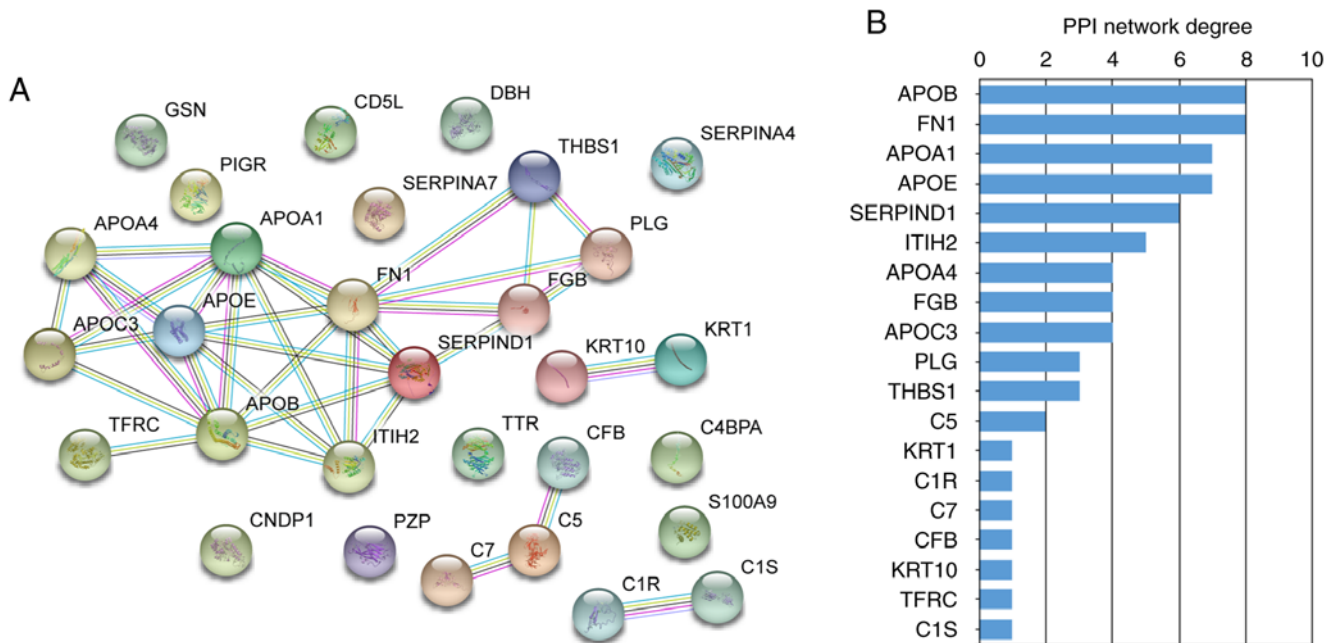 A
GSN
CD5L
DBH
THBS1
SERPINA4
PIGR
SERPINA7
APOA4
APOA1
PLG
FN1
FGB
APOE
APOC3
SERPIND1
KRT10
KRT1
APOB
TFRC
ITIH2
TTR
CFB
C4BPA
S100A9
CNDP1
PZP
C7
C5
C1R
C1S
B
PPI network degree
0 2 4 6 8 10
APOB
FN1
APOA1
APOE
SERPIND1
ITIH2
APOA4
FGB
APOC3
PLG
THBS1
C5
KRT1
C1R
C7
CFB
KRT10
TFRC
C1S